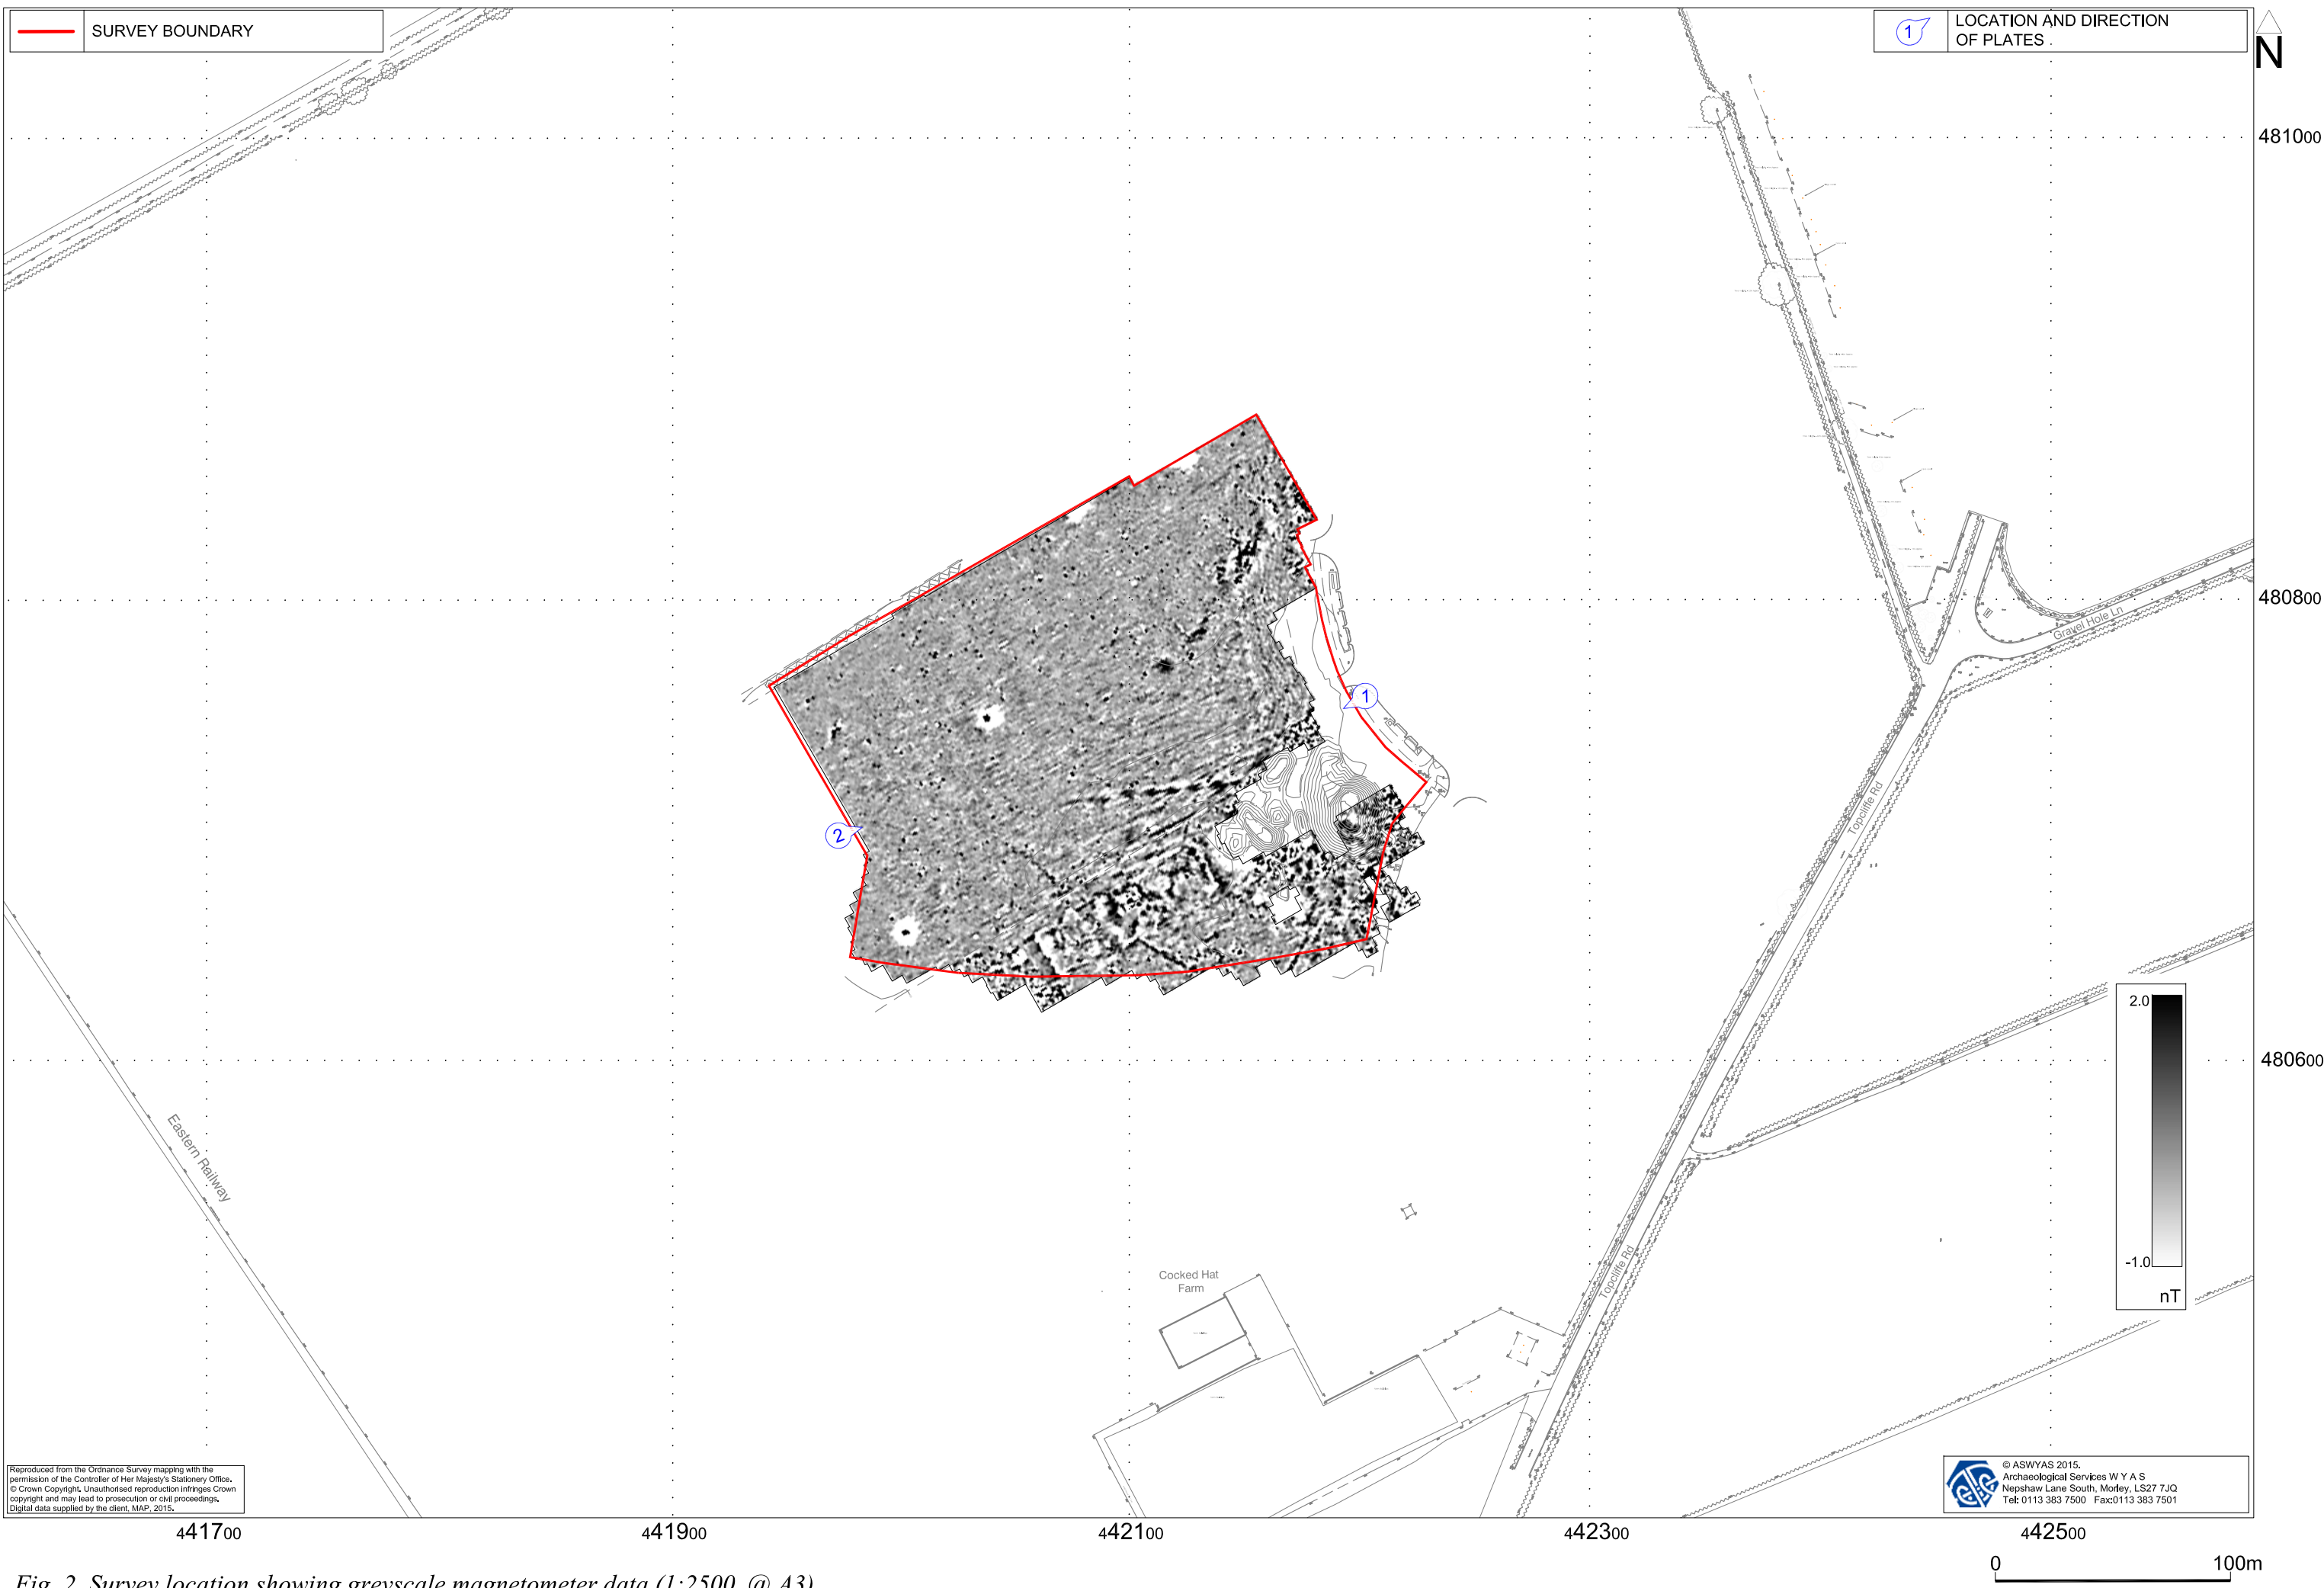 SURVEY BOUNDARY
1
LOCATION AND DIRECTION
OF PLATES
N
481000
480800
480600
Gravel Hole Ln
Topcliffe Rd
1
2
Eastern Railway
Topcliffe Rd
Cocked Hat
Farm
2.0
-1.0
nT
Reproduced from the Ordnance Survey mapping with the
permission of the Controller of Her Majesty's Stationery Office.
© Crown Copyright. Unauthorised reproduction infringes Crown
copyright and may lead to prosecution or civil proceedings.
Digital data supplied by the client, MAP, 2015.
© ASWYAS 2015.
Archaeological Services W Y A S
Nepshaw Lane South, Morley, LS27 7JQ
Tel: 0113 383 7500 Fax:0113 383 7501
441700
441900
442100
442300
442500
0 100m
Fig. 2. Survey location showing greyscale magnetometer data (1:2500 @ A3)